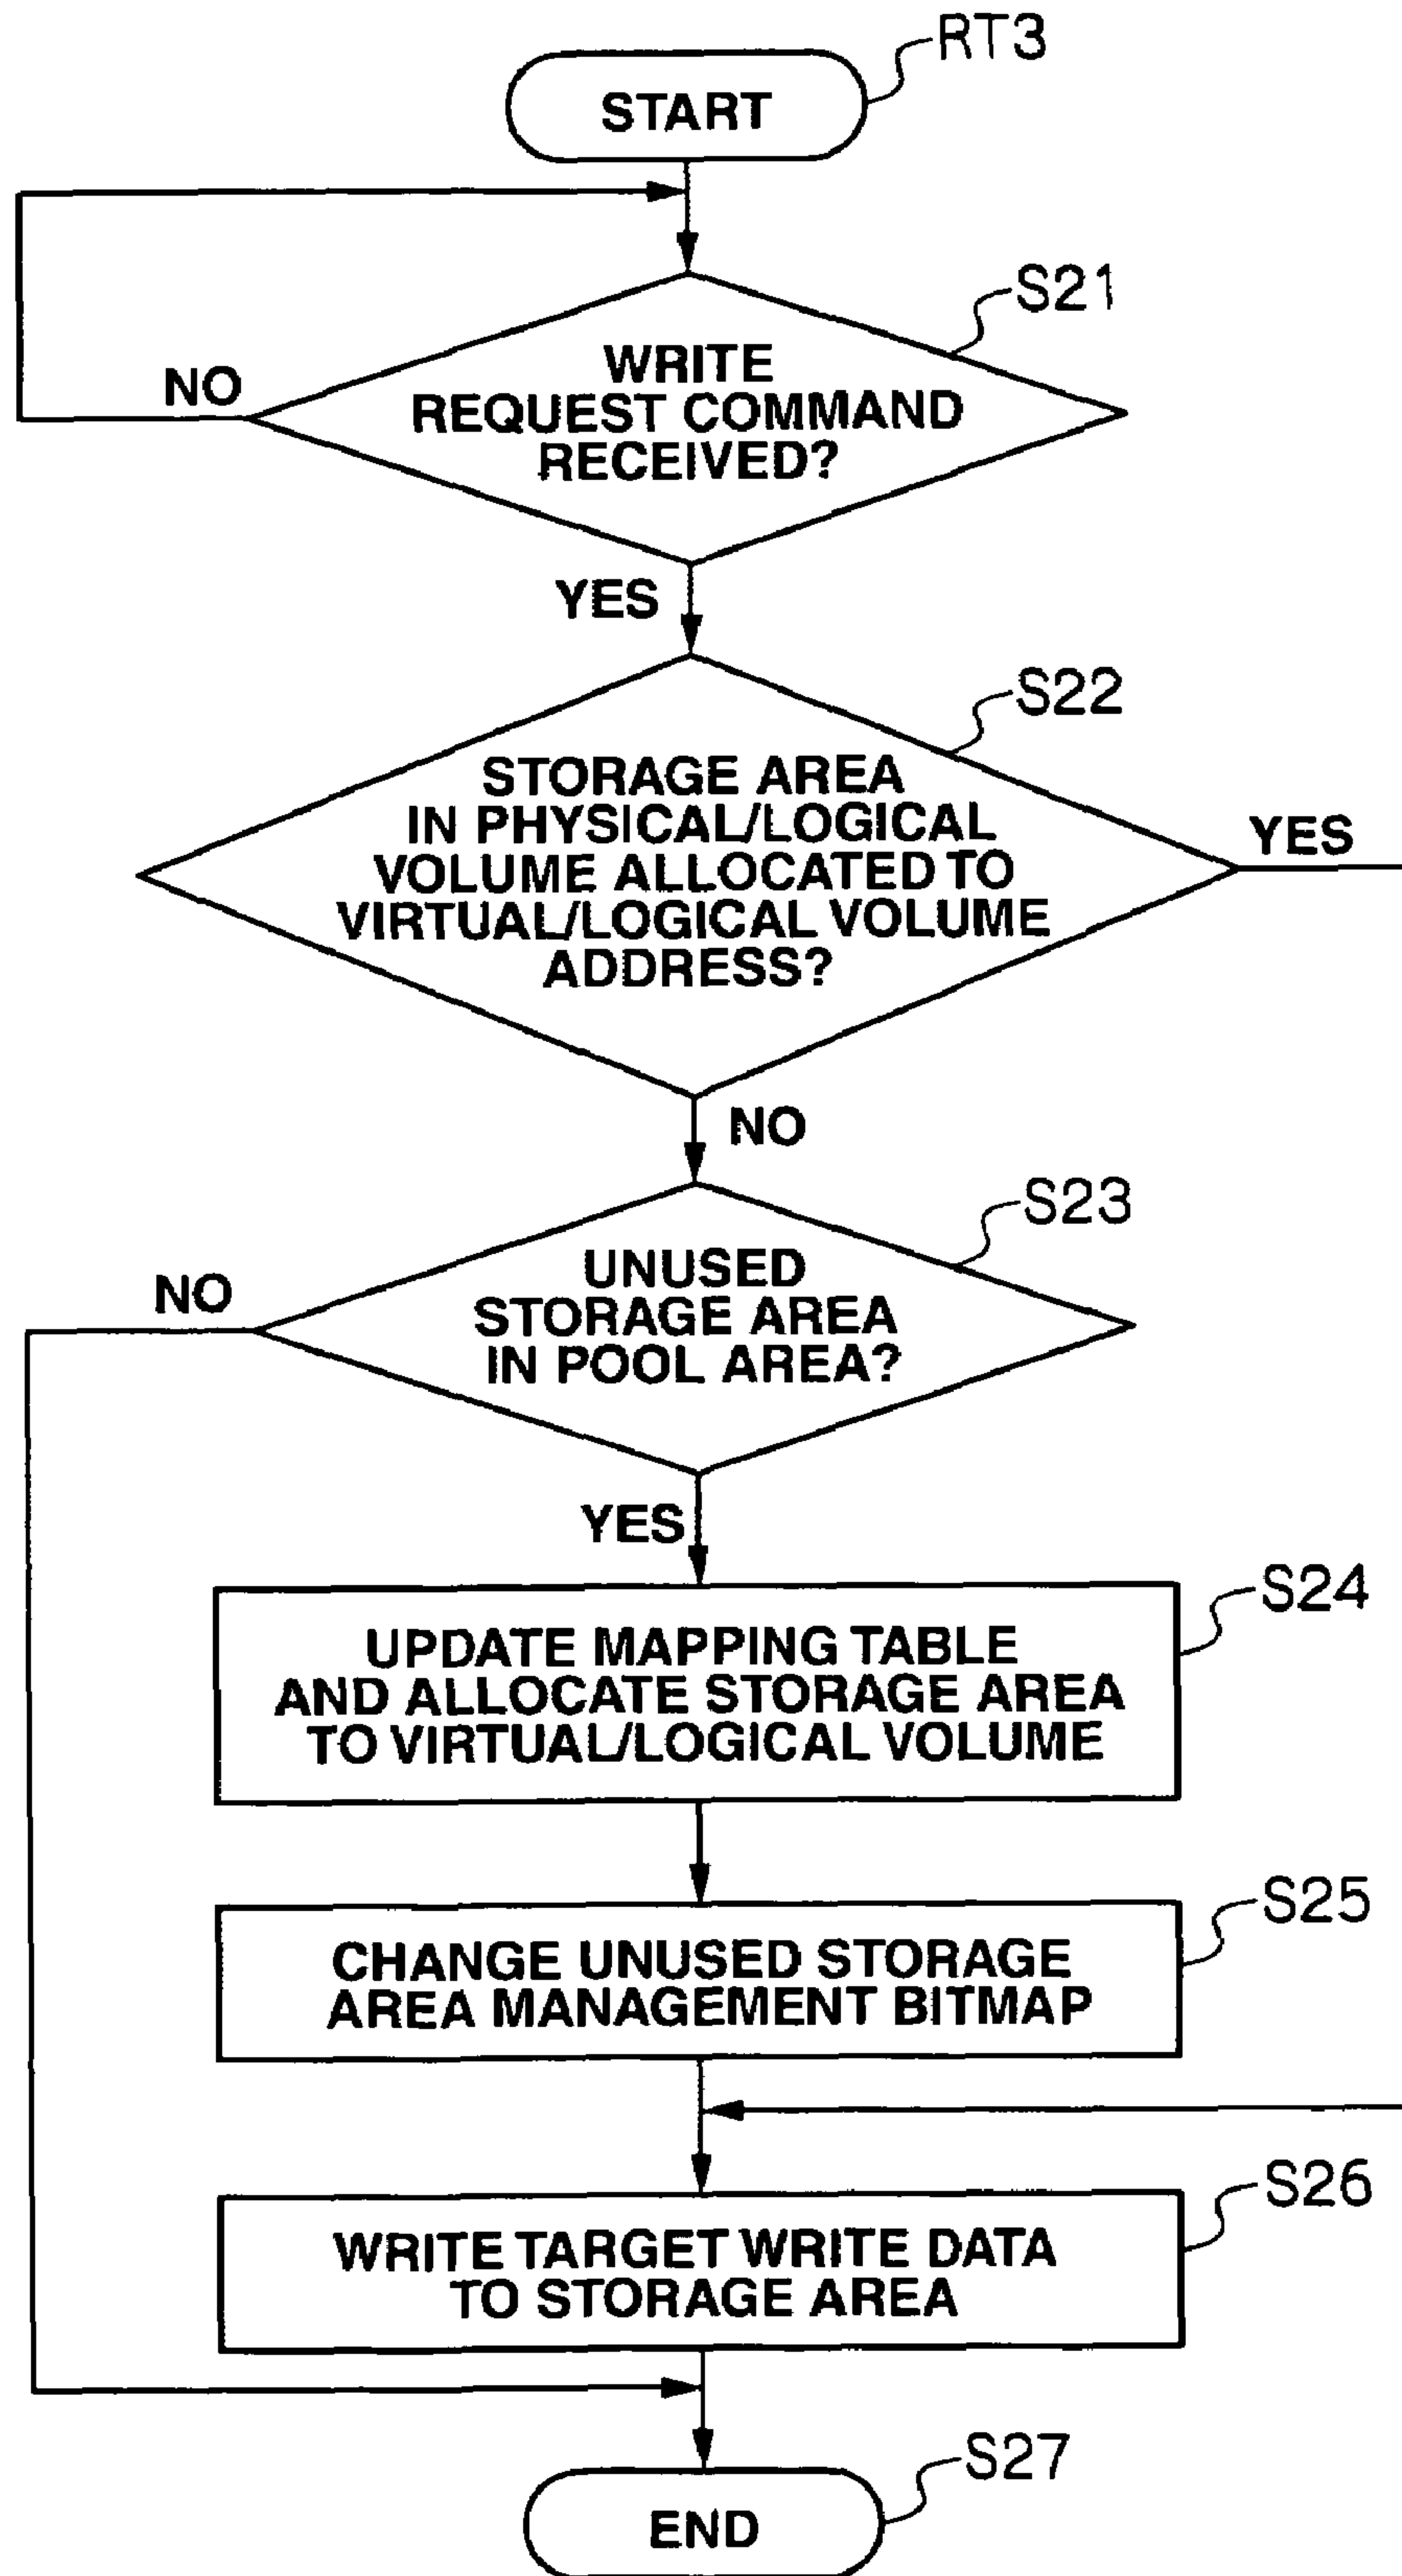 RT3
START
S21
WRITE
REQUEST COMMAND
RECEIVED?
NO
YES
S22
STORAGE AREA
IN PHYSICAL/LOGICAL
VOLUME ALLOCATED TO
VIRTUAL/LOGICAL VOLUME
ADDRESS?
YES
NO
S23
UNUSED
STORAGE AREA
IN POOL AREA?
NO
YES
S24
UPDATE MAPPING TABLE
AND ALLOCATE STORAGE AREA
TO VIRTUAL/LOGICAL VOLUME
S25
CHANGE UNUSED STORAGE
AREA MANAGEMENT BITMAP
S26
WRITE TARGET WRITE DATA
TO STORAGE AREA
S27
END